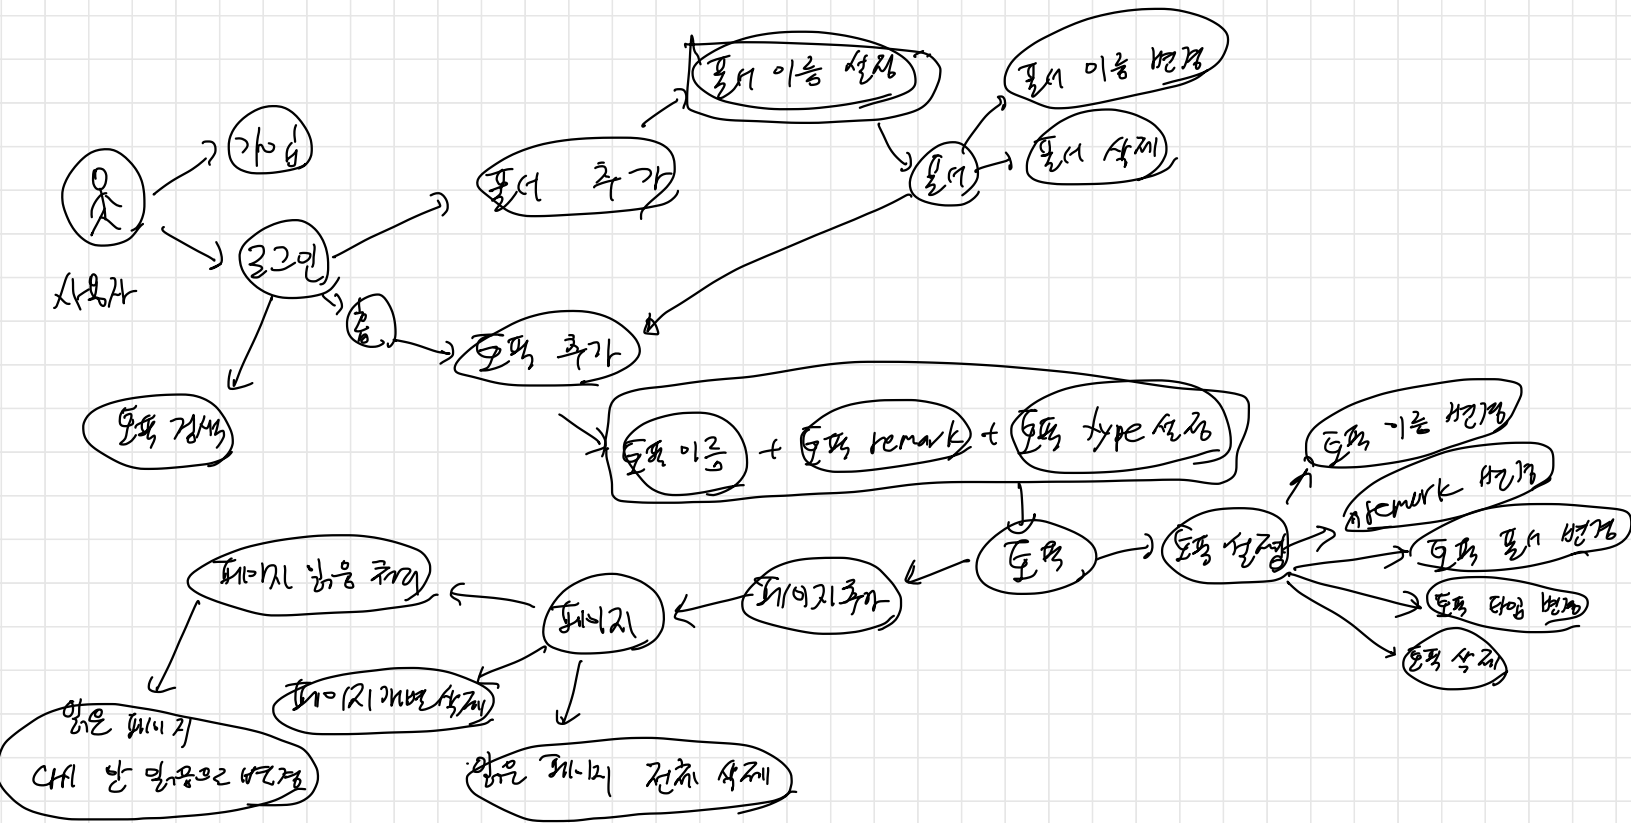 폴더 이름 설정
폴더 이름 변경
가입
폴더 추가
폴더
폴더 삭제
로그인
사용자
홈
토픽 추가
토픽 검색
토픽 이름 + 토픽 remark + 토픽 type 설정
토픽 이름 변경
remark 변경
토픽
토픽 설정
토픽 폴더 변경
페이지 읽음 처리
페이지
페이지 추가
토픽 타입 변경
토픽 삭제
페이지 개별 삭제
읽은 페이지
다시 안 읽음으로 변경
읽은 페이지 전체 삭제